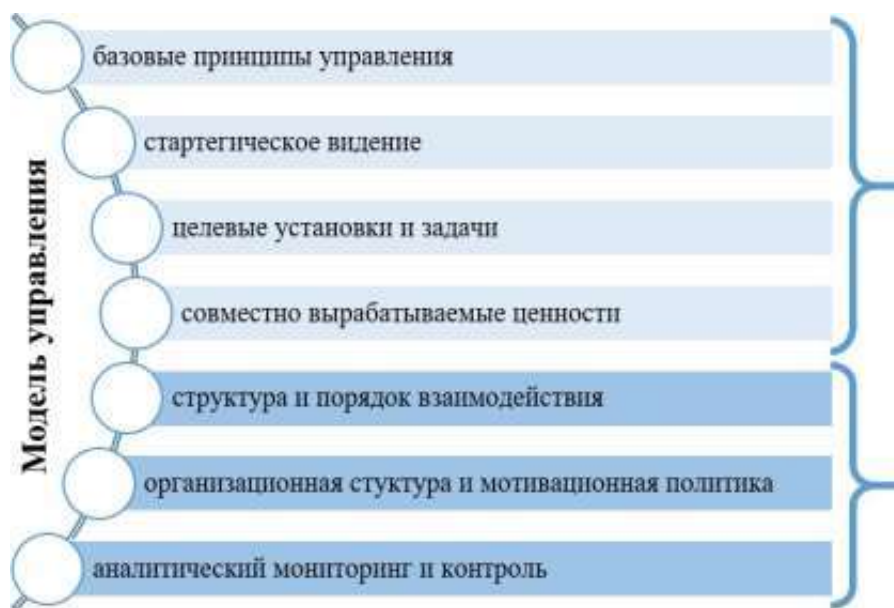 Модель управления
базовые принципы управления
стартегическое видение
целевые установки и задачи
совместно вырабатываемые ценности
структура и порядок взаимодействия
организационная стуктура и мотивационная политика
аналитический мониторинг и контроль